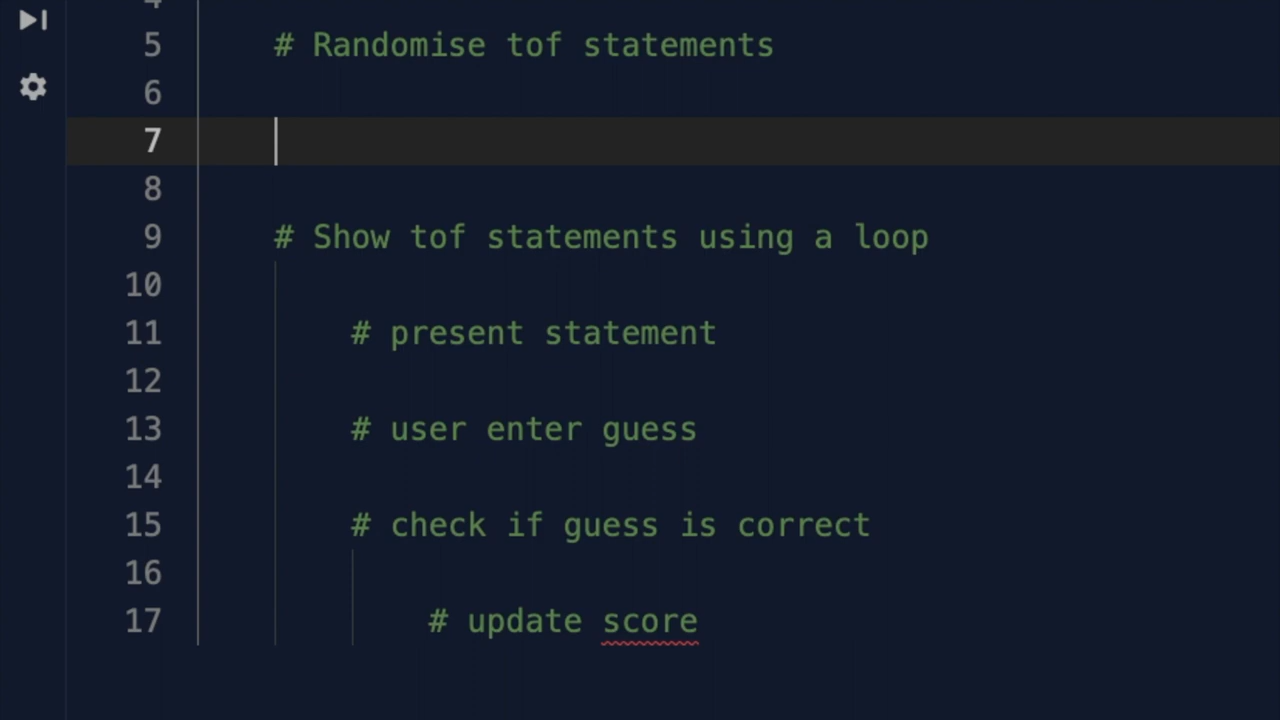 5 # Randomise tof statements
6
7
8
9 # Show tof statements using a loop
10
11 # present statement
12
13 # user enter guess
14
15 # check if guess is correct
16
17 # update score